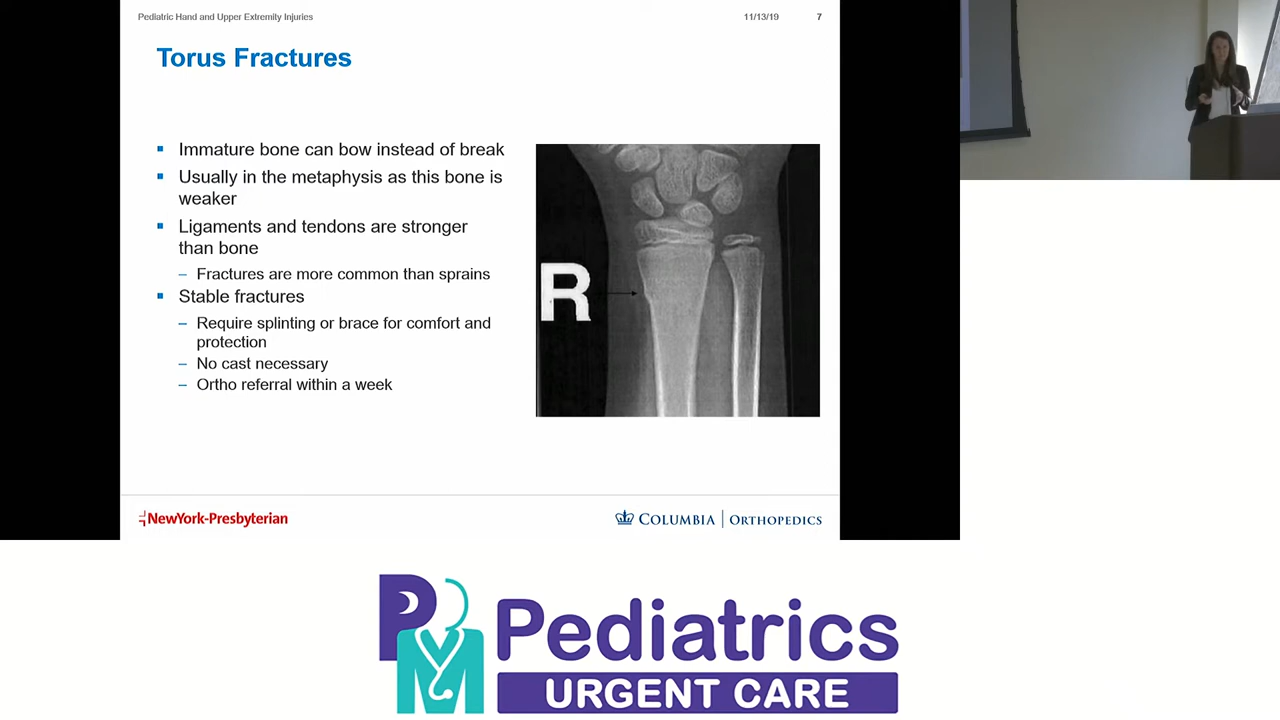 Pediatric Hand and Upper Extremity Injuries 11/13/19 7
Torus Fractures
▪ Immature bone can bow instead of break
▪ Usually in the metaphysis as this bone is
weaker
▪ Ligaments and tendons are stronger
than bone
– Fractures are more common than sprains
▪ Stable fractures
– Require splinting or brace for comfort and
protection
– No cast necessary
– Ortho referral within a week
R
NewYork-Presbyterian
COLUMBIA | ORTHOPEDICS
PM Pediatrics
URGENT CARE